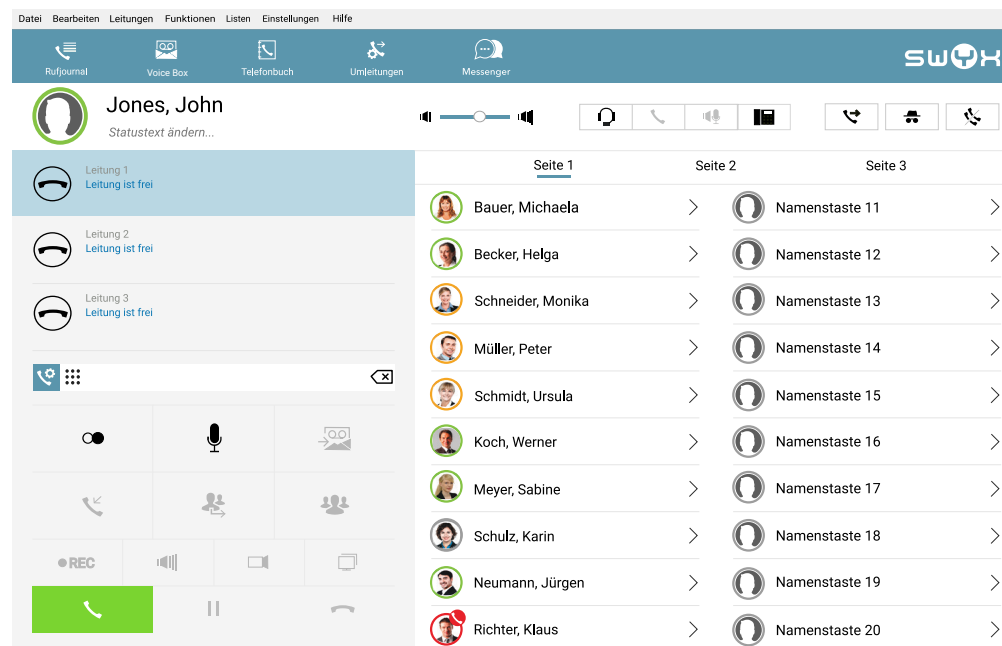 Datei Bearbeiten Leitungen Funktionen Listen Einstellungen Hilfe
Rufjournal Voice Box Telefonbuch Umleitungen Messenger
swyx
Jones, John
Statustext ändern...
Seite 1 Seite 2 Seite 3
Leitung 1
Leitung ist frei
Leitung 2
Leitung ist frei
Leitung 3
Leitung ist frei
REC
Bauer, Michaela Namenstaste 11
Becker, Helga Namenstaste 12
Schneider, Monika Namenstaste 13
Müller, Peter Namenstaste 14
Schmidt, Ursula Namenstaste 15
Koch, Werner Namenstaste 16
Meyer, Sabine Namenstaste 17
Schulz, Karin Namenstaste 18
Neumann, Jürgen Namenstaste 19
Richter, Klaus Namenstaste 20